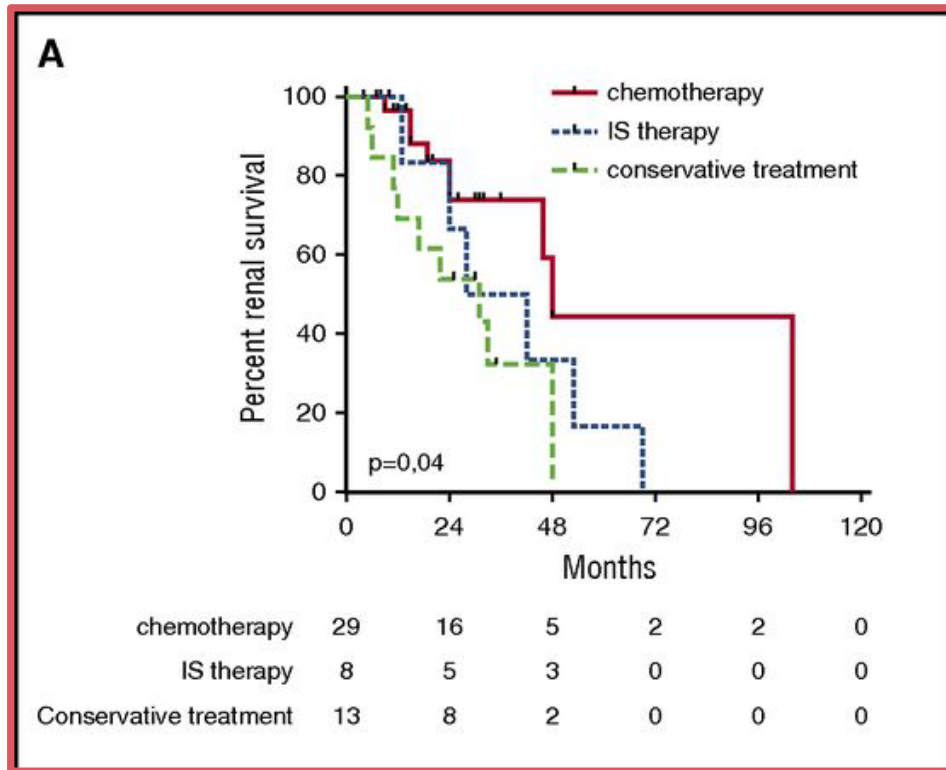 A
100
80
60
40
20
0
Percent renal survival
chemotherapy
IS therapy
conservative treatment
p=0,04
0 24 48 72 96 120
Months
chemotherapy 29 16 5 2 2 0
IS therapy 8 5 3 0 0 0
Conservative treatment 13 8 2 0 0 0